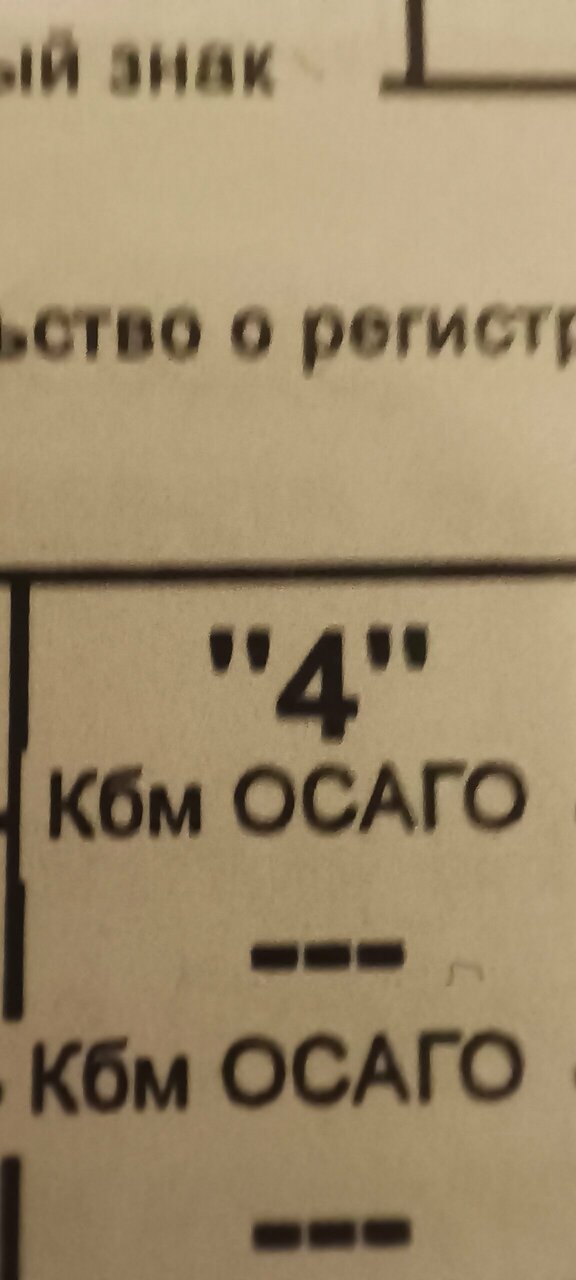 ый знак
ьство о регистр
"4"
Кбм ОСАГО
---
Кбм ОСАГО
---